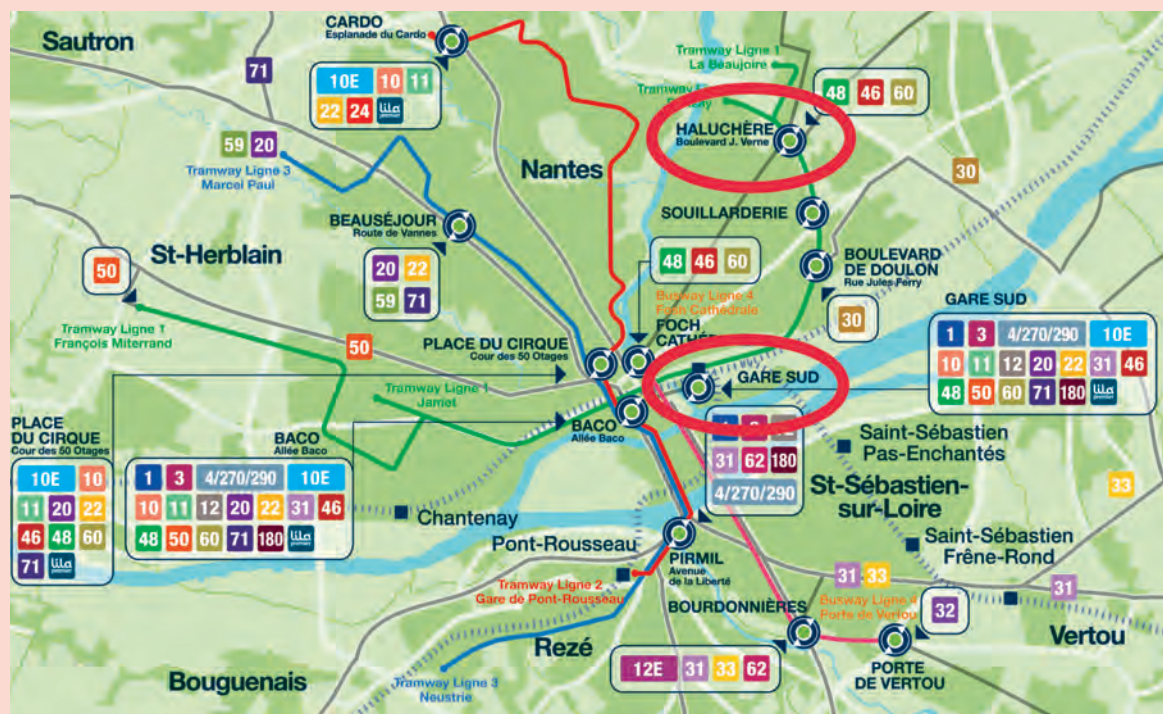 CARDO
Esplanade du Cardo
Sautron
71
10E 10 11
22 24 lila premier
Tramway Ligne 1
La Beaujoire
Tramway
48 46 60
HALUCHÈRE
Boulevard J. Verne
59 20
Tramway Ligne 3
Marcel Paul
Nantes
30
BEAUSÉJOUR
Route de Vannes
SOUILLARDERIE
St-Herblain
20 22
59 71
48 46 60
BOULEVARD
DE DOULON
Rue Jules Ferry
50
Busway Ligne 4
Foch Cathédrale
30
GARE SUD
1 3 4/270/290 10E
10 11 12 20 22 31 46
48 50 60 71 180 lila premier
Tramway Ligne 1
François Miterrand
50
PLACE DU CIRQUE
Cour des 50 Otages
FOCH
GARE SUD
Tramway Ligne 1
Jamet
PLACE
DU CIRQUE
Cour des 50 Otages
10E 10
11 20 22
46 48 60
71 lila premier
BACO
Allée Baco
1 3 4/270/290 10E
10 11 12 20 22 31 46
48 50 60 71 180 lila premier
BACO
Allée Baco
31 62 180
4/270/290
Saint-Sébastien
Pas-Enchantés
St-Sébastien-
sur-Loire
33
Chantenay
Pont-Rousseau
Saint-Sébastien
Frêne-Rond
PIRMIL
Avenue
de la Liberté
Tramway Ligne 2
Gare de Pont-Rousseau
31 33
31
BOURDONNIÈRES
Busway Ligne 4
Porte de Vertou
32
Rezé
Vertou
12E 31 33 62
PORTE
DE VERTOU
Bouguenais
Tramway Ligne 3
Neustrie